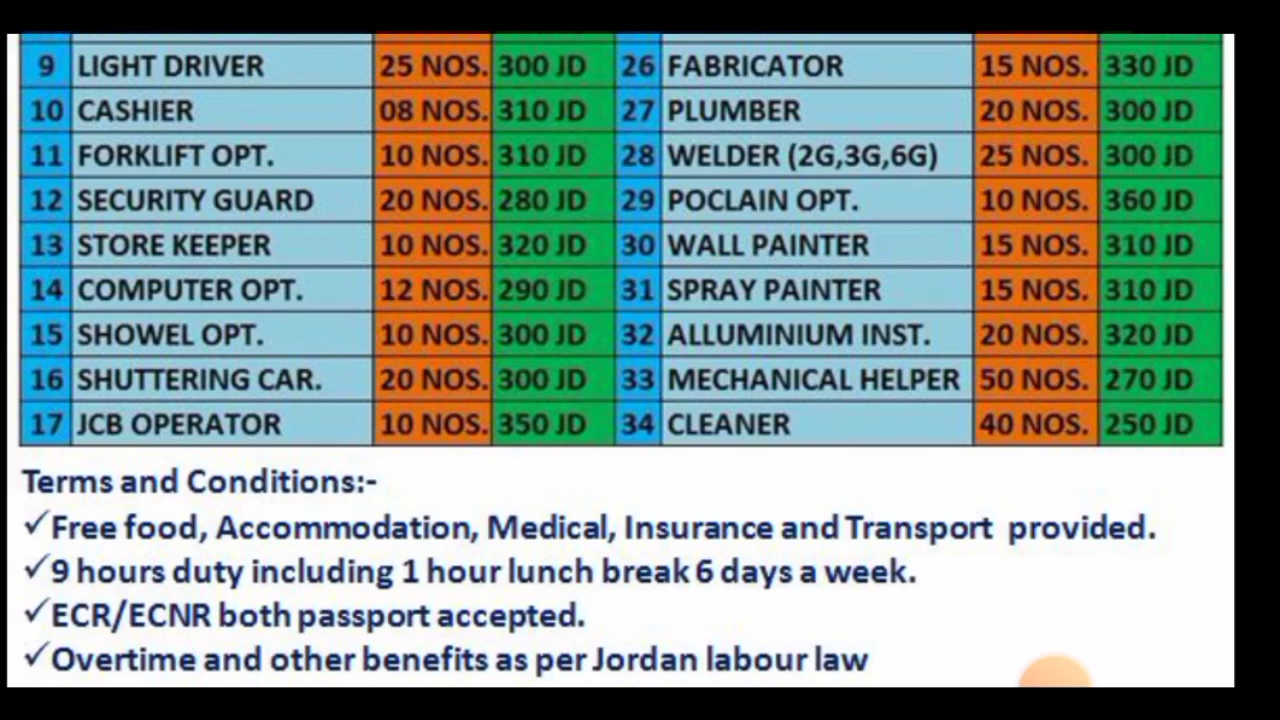 9 LIGHT DRIVER 25 NOS. 300 JD 26 FABRICATOR 15 NOS. 330 JD
10 CASHIER 08 NOS. 310 JD 27 PLUMBER 20 NOS. 300 JD
11 FORKLIFT OPT. 10 NOS. 310 JD 28 WELDER (2G,3G,6G) 25 NOS. 300 JD
12 SECURITY GUARD 20 NOS. 280 JD 29 POCLAIN OPT. 10 NOS. 360 JD
13 STORE KEEPER 10 NOS. 320 JD 30 WALL PAINTER 15 NOS. 310 JD
14 COMPUTER OPT. 12 NOS. 290 JD 31 SPRAY PAINTER 15 NOS. 310 JD
15 SHOWEL OPT. 10 NOS. 300 JD 32 ALLUMINIUM INST. 20 NOS. 320 JD
16 SHUTTERING CAR. 20 NOS. 300 JD 33 MECHANICAL HELPER 50 NOS. 270 JD
17 JCB OPERATOR 10 NOS. 350 JD 34 CLEANER 40 NOS. 250 JD
Terms and Conditions:-
✓Free food, Accommodation, Medical, Insurance and Transport provided.
✓9 hours duty including 1 hour lunch break 6 days a week.
✓ECR/ECNR both passport accepted.
✓Overtime and other benefits as per Jordan labour law